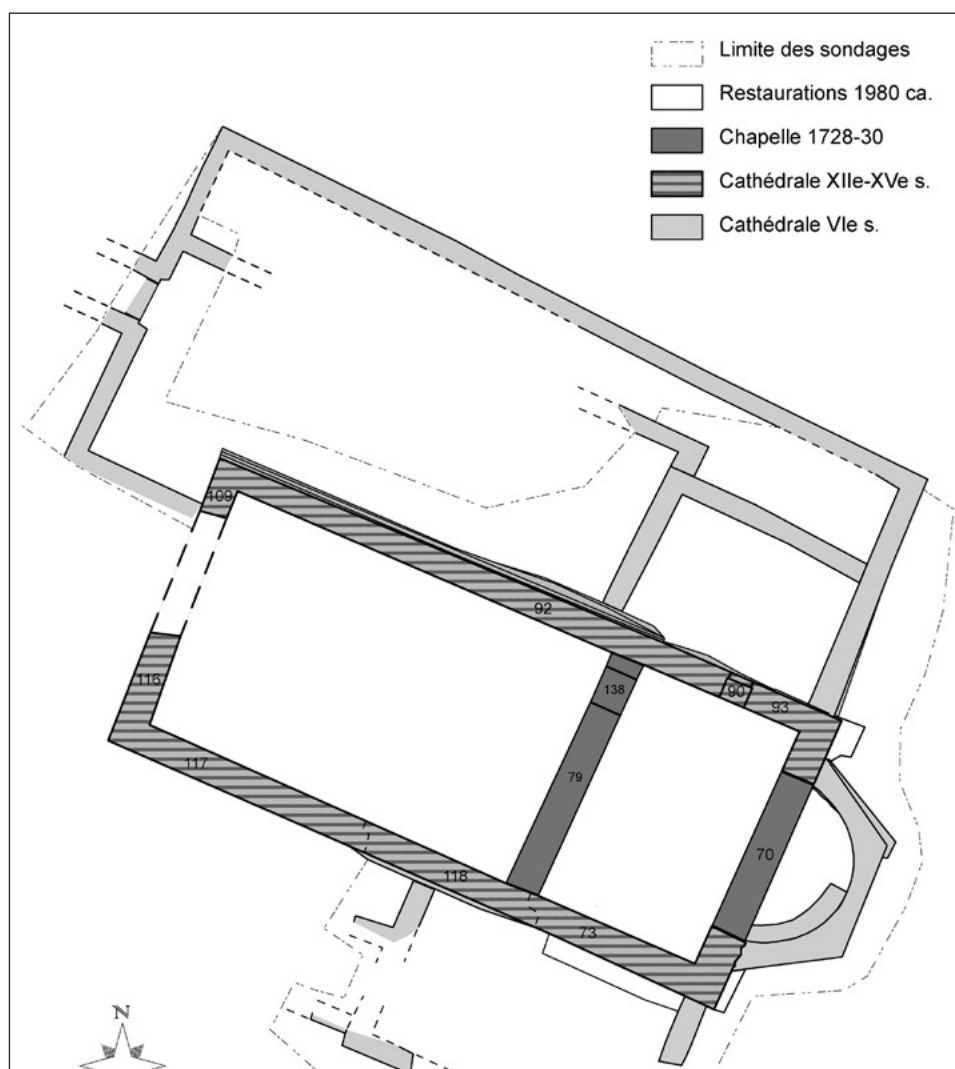 Limite des sondages
Restaurations 1980 ca.
Chapelle 1728-30
Cathédrale XIIe-XVe s.
Cathédrale VIe s.
109
92
138
90
93
116
79
117
70
118
73
N